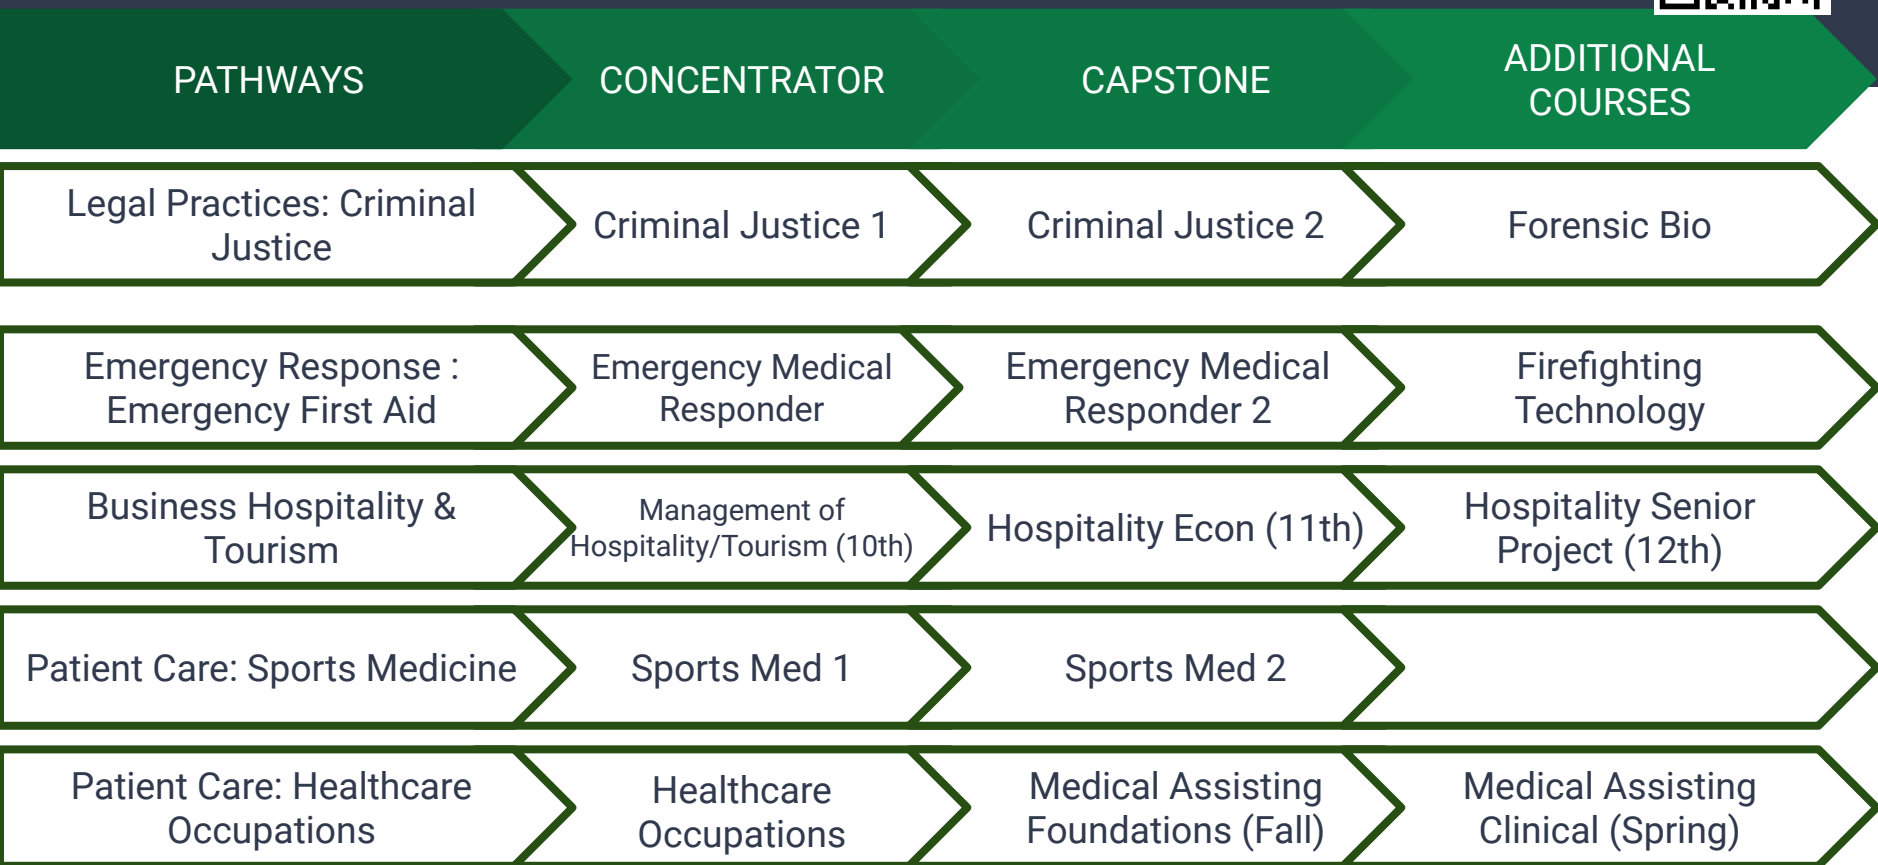 PATHWAYS
CONCENTRATOR
CAPSTONE
ADDITIONAL
COURSES
Legal Practices: Criminal
Justice
Criminal Justice 1
Criminal Justice 2
Forensic Bio
Emergency Response :
Emergency First Aid
Emergency Medical
Responder
Emergency Medical
Responder 2
Firefighting
Technology
Business Hospitality &
Tourism
Management of
Hospitality/Tourism (10th)
Hospitality Econ (11th)
Hospitality Senior
Project (12th)
Patient Care: Sports Medicine
Sports Med 1
Sports Med 2
Patient Care: Healthcare
Occupations
Healthcare
Occupations
Medical Assisting
Foundations (Fall)
Medical Assisting
Clinical (Spring)